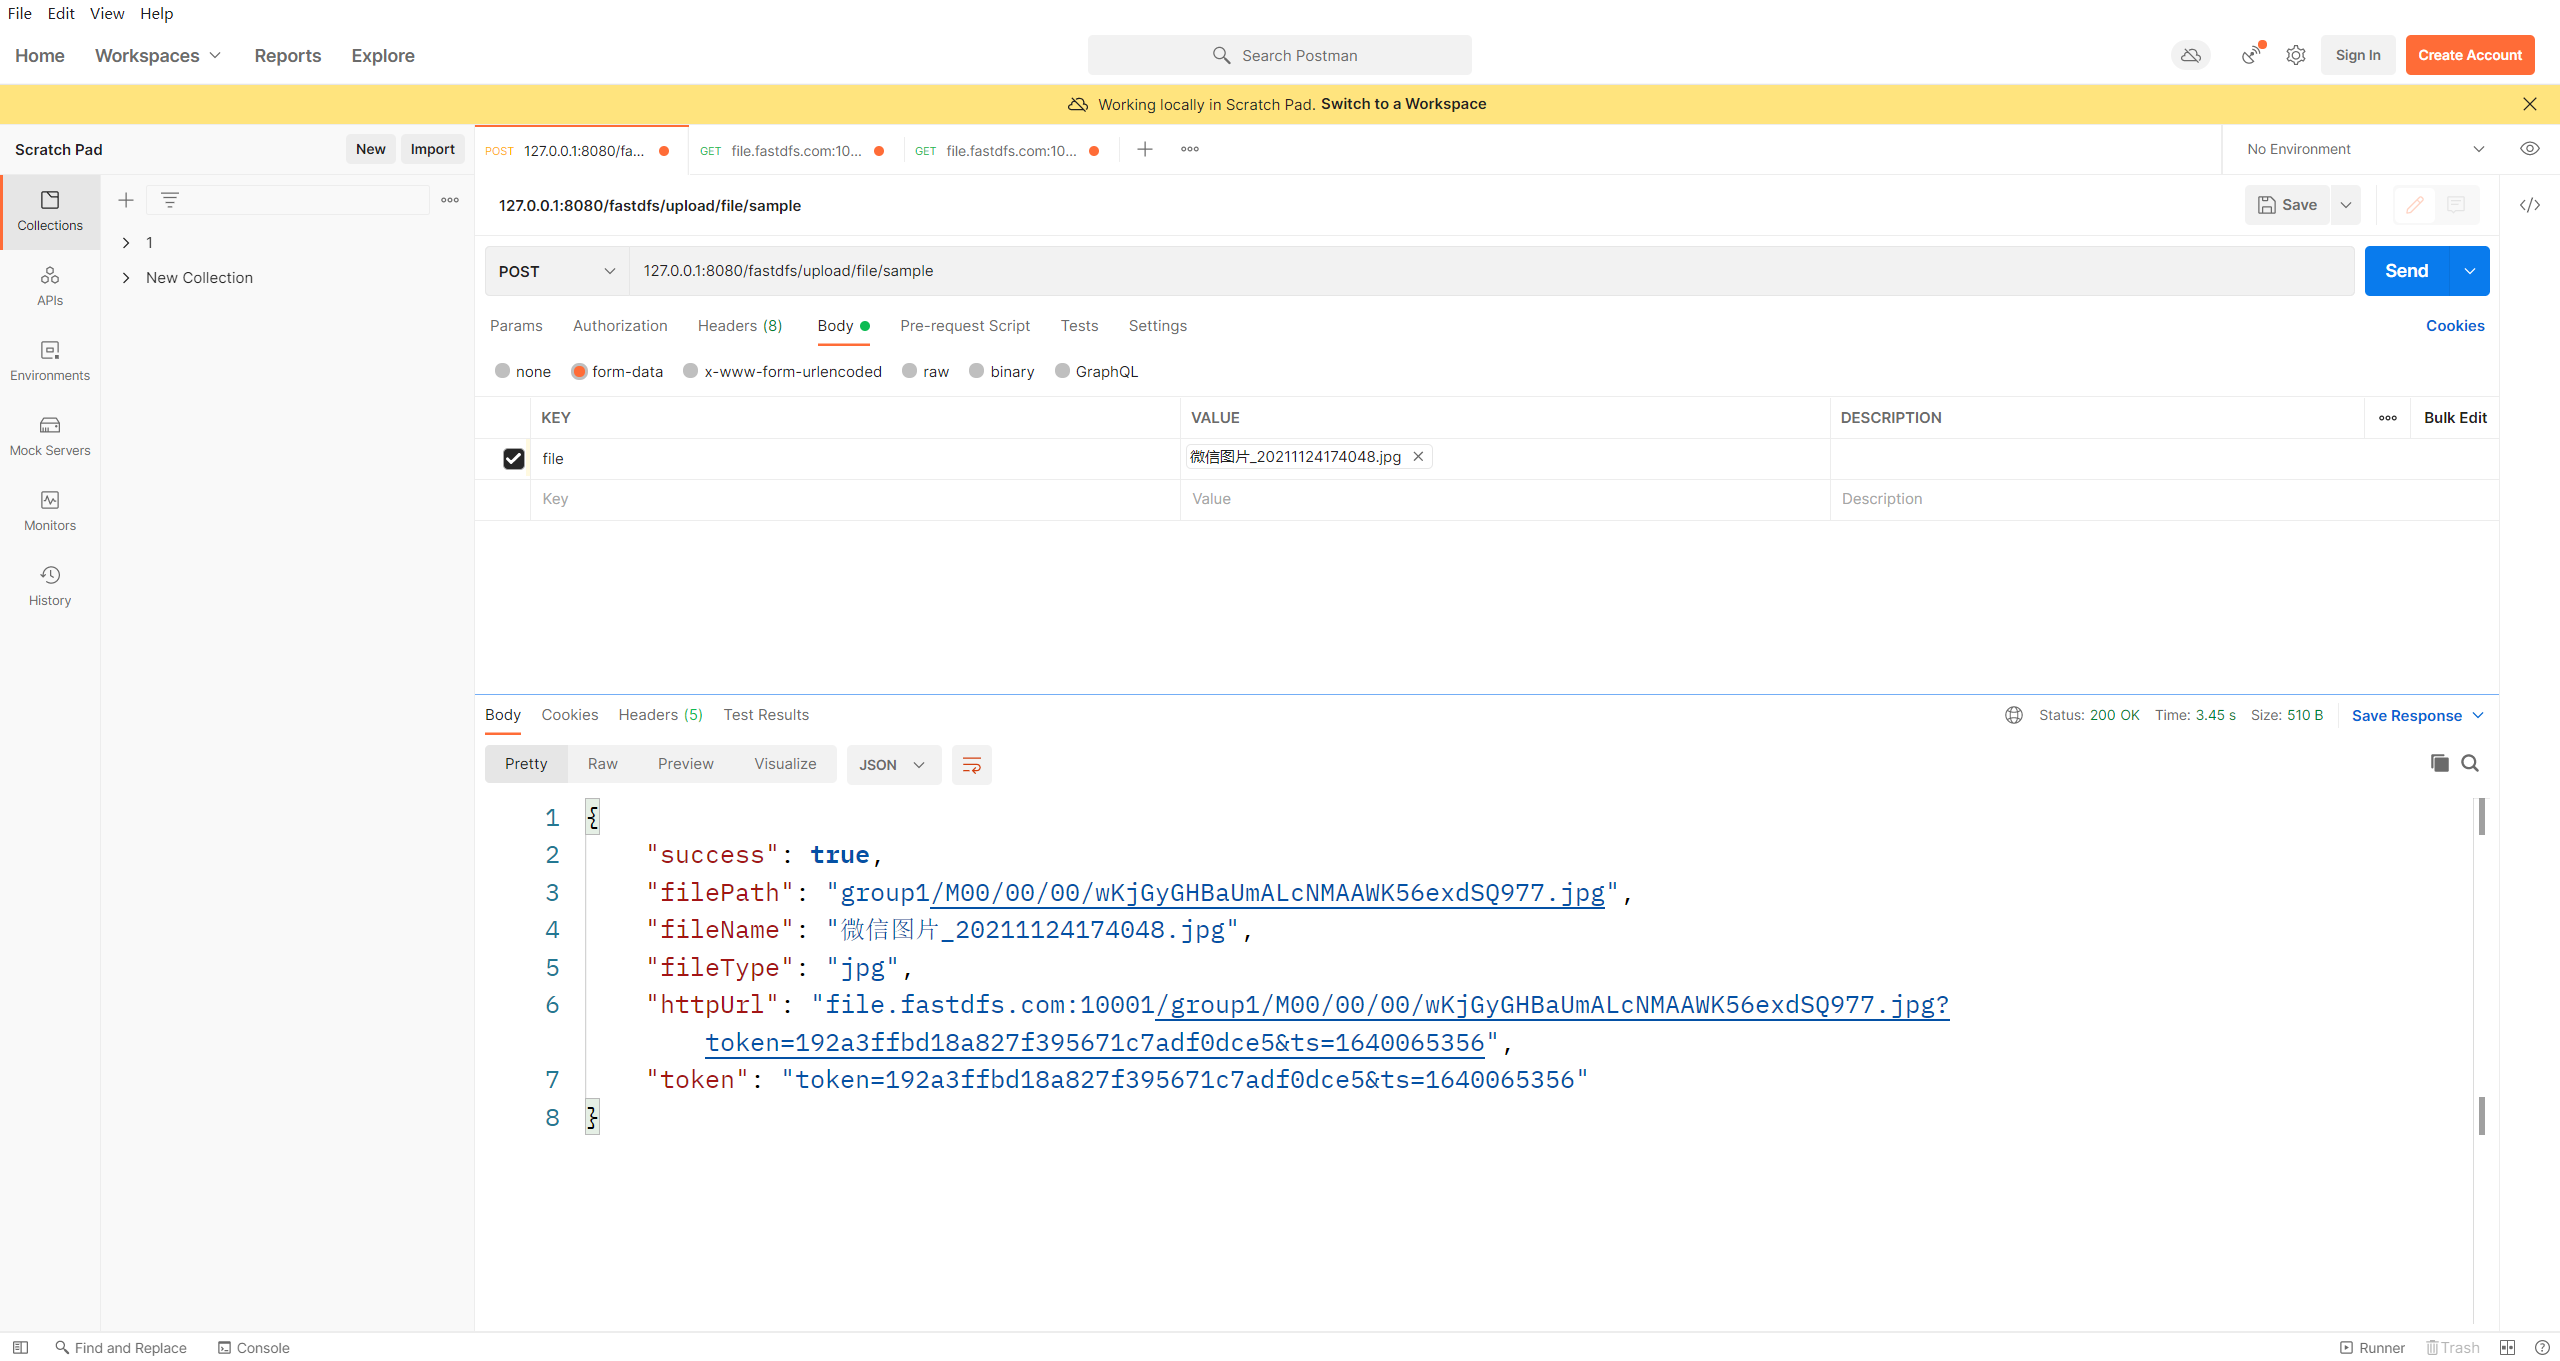 File Edit View Help
Home Workspaces Reports Explore Search Postman Sign In Create Account
Working locally in Scratch Pad. Switch to a Workspace
Scratch Pad New Import POST 127.0.0.1:8080/fa... GET file.fastdfs.com:10... GET file.fastdfs.com:10... No Environment
Collections
127.0.0.1:8080/fastdfs/upload/file/sample Save
1
New Collection
APIs
Environments
Mock Servers
Monitors
History
POST 127.0.0.1:8080/fastdfs/upload/file/sample Send
Params Authorization Headers (8) Body Pre-request Script Tests Settings Cookies
none form-data x-www-form-urlencoded raw binary GraphQL
KEY VALUE DESCRIPTION Bulk Edit
file 微信图片_20211124174048.jpg
Key Value Description
Body Cookies Headers (5) Test Results Status: 200 OK Time: 3.45 s Size: 510 B Save Response
Pretty Raw Preview Visualize JSON
1 {
2 "success": true,
3 "filePath": "group1/M00/00/00/wKjGyGHBaUmALcNMAAWK56exdSQ977.jpg",
4 "fileName": "微信图片_20211124174048.jpg",
5 "fileType": "jpg",
6 "httpUrl": "file.fastdfs.com:10001/group1/M00/00/00/wKjGyGHBaUmALcNMAAWK56exdSQ977.jpg?
token=192a3ffbd18a827f395671c7adf0dce5&ts=1640065356",
7 "token": "token=192a3ffbd18a827f395671c7adf0dce5&ts=1640065356"
8 }
Find and Replace Console Runner Trash